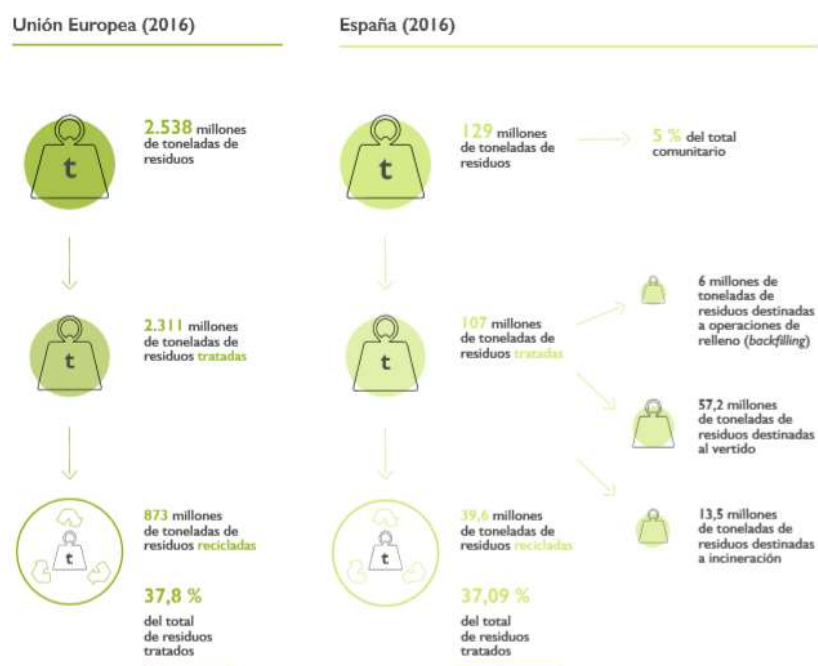 Unión Europea (2016)
2.538 millones
de toneladas de
residuos
2.311 millones
de toneladas de
residuos tratadas
873 millones
de toneladas de
residuos recicladas
37,8 %
del total
de residuos
tratados
t
t
t
España (2016)
129 millones
de toneladas de
residuos
5 % del total
comunitario
107 millones
de toneladas de
residuos tratadas
6 millones de
toneladas de
residuos destinadas
a operaciones de
relleno (backfilling)
57,2 millones
de toneladas de
residuos destinadas
al vertido
13,5 millones
de toneladas de
residuos destinadas
a incineración
39,6 millones
de toneladas de
residuos recicladas
37,09 %
del total
de residuos
tratados
t
t
t